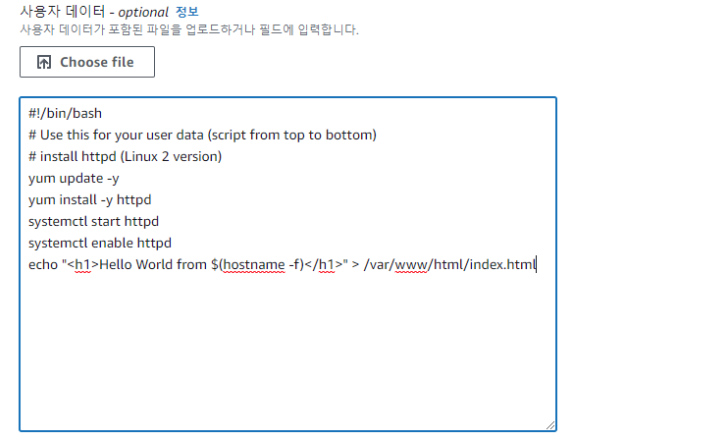 사용자 데이터 - optional 정보
사용자 데이터가 포함된 파일을 업로드하거나 필드에 입력합니다.
Choose file
#!/bin/bash
# Use this for your user data (script from top to bottom)
# install httpd (Linux 2 version)
yum update -y
yum install -y httpd
systemctl start httpd
systemctl enable httpd
echo "<h1>Hello World from $(hostname -f)</h1>" > /var/www/html/index.html